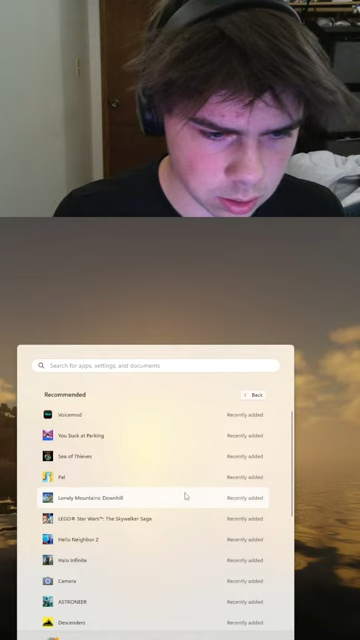 Search for apps, settings, and documents
Recommended
Back
Voicemod Recently added
You Suck at Parking Recently added
Sea of Thieves Recently added
Pal Recently added
Lonely Mountains: Downhill Recently added
LEGO® Star Wars™: The Skywalker Saga Recently added
Hello Neighbor 2 Recently added
Halo Infinite Recently added
Camera Recently added
ASTRONEER Recently added
Descenders Recently added